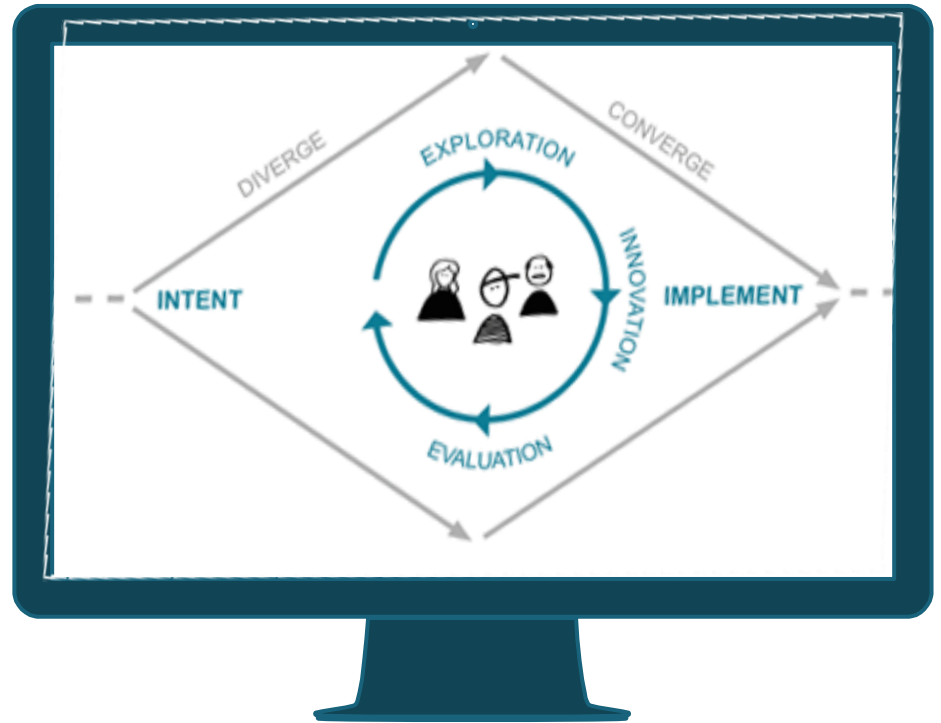 DIVERGE
CONVERGE
EXPLORATION
INTENT
INNOVATION
IMPLEMENT
EVALUATION